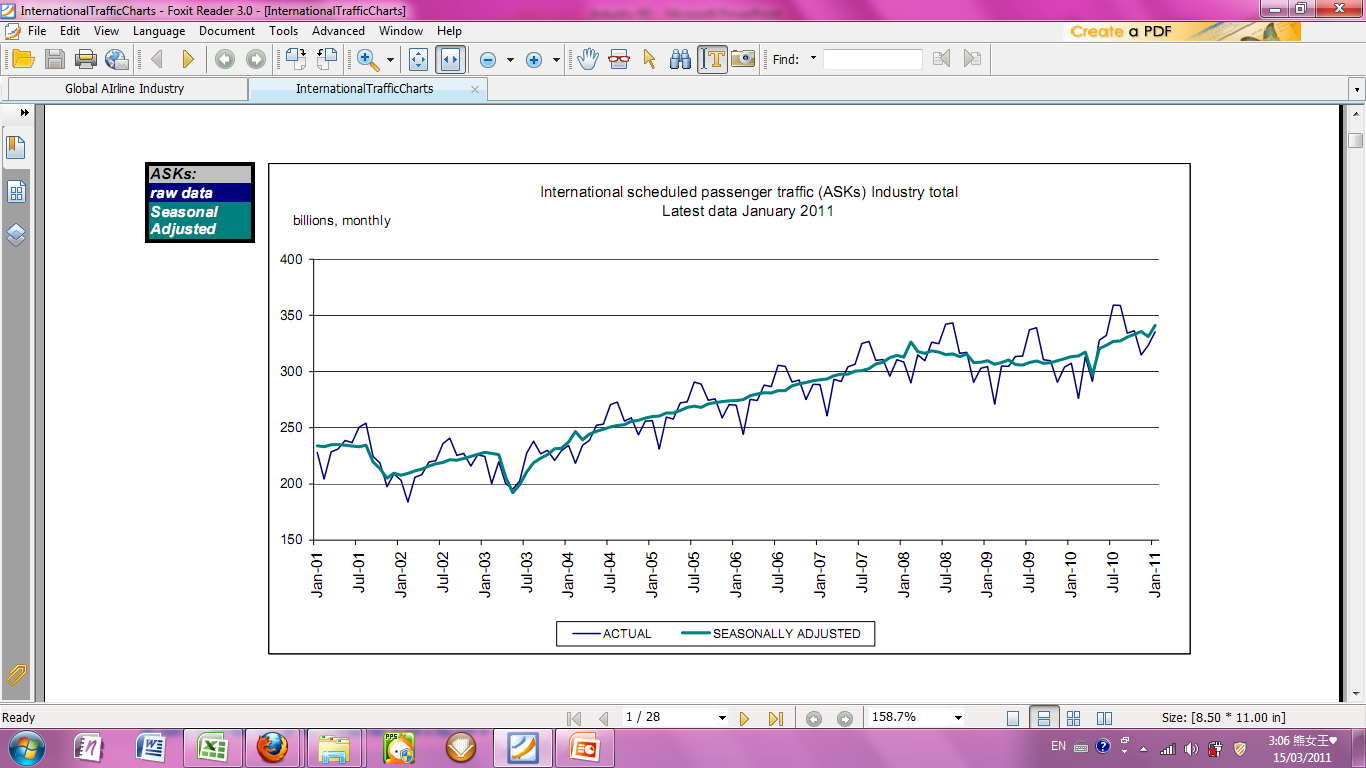 InternationalTrafficCharts - Foxit Reader 3.0 - [InternationalTrafficCharts]
File Edit View Language Document Tools Advanced Window Help
Create a PDF
Find:
Global AIrline Industry
InternationalTrafficCharts
ASKs:
raw data
Seasonal
Adjusted
International scheduled passenger traffic (ASKs) Industry total
Latest data January 2011
billions, monthly
400
350
300
250
200
150
Jan-01 Jul-01 Jan-02 Jul-02 Jan-03 Jul-03 Jan-04 Jul-04 Jan-05 Jul-05 Jan-06 Jul-06 Jan-07 Jul-07 Jan-08 Jul-08 Jan-09 Jul-09 Jan-10 Jul-10 Jan-11
ACTUAL SEASONALLY ADJUSTED
Ready
1 / 28
158.7%
Size: [8.50 * 11.00 in]
PPS
EN
3:06 熊女王♥
15/03/2011